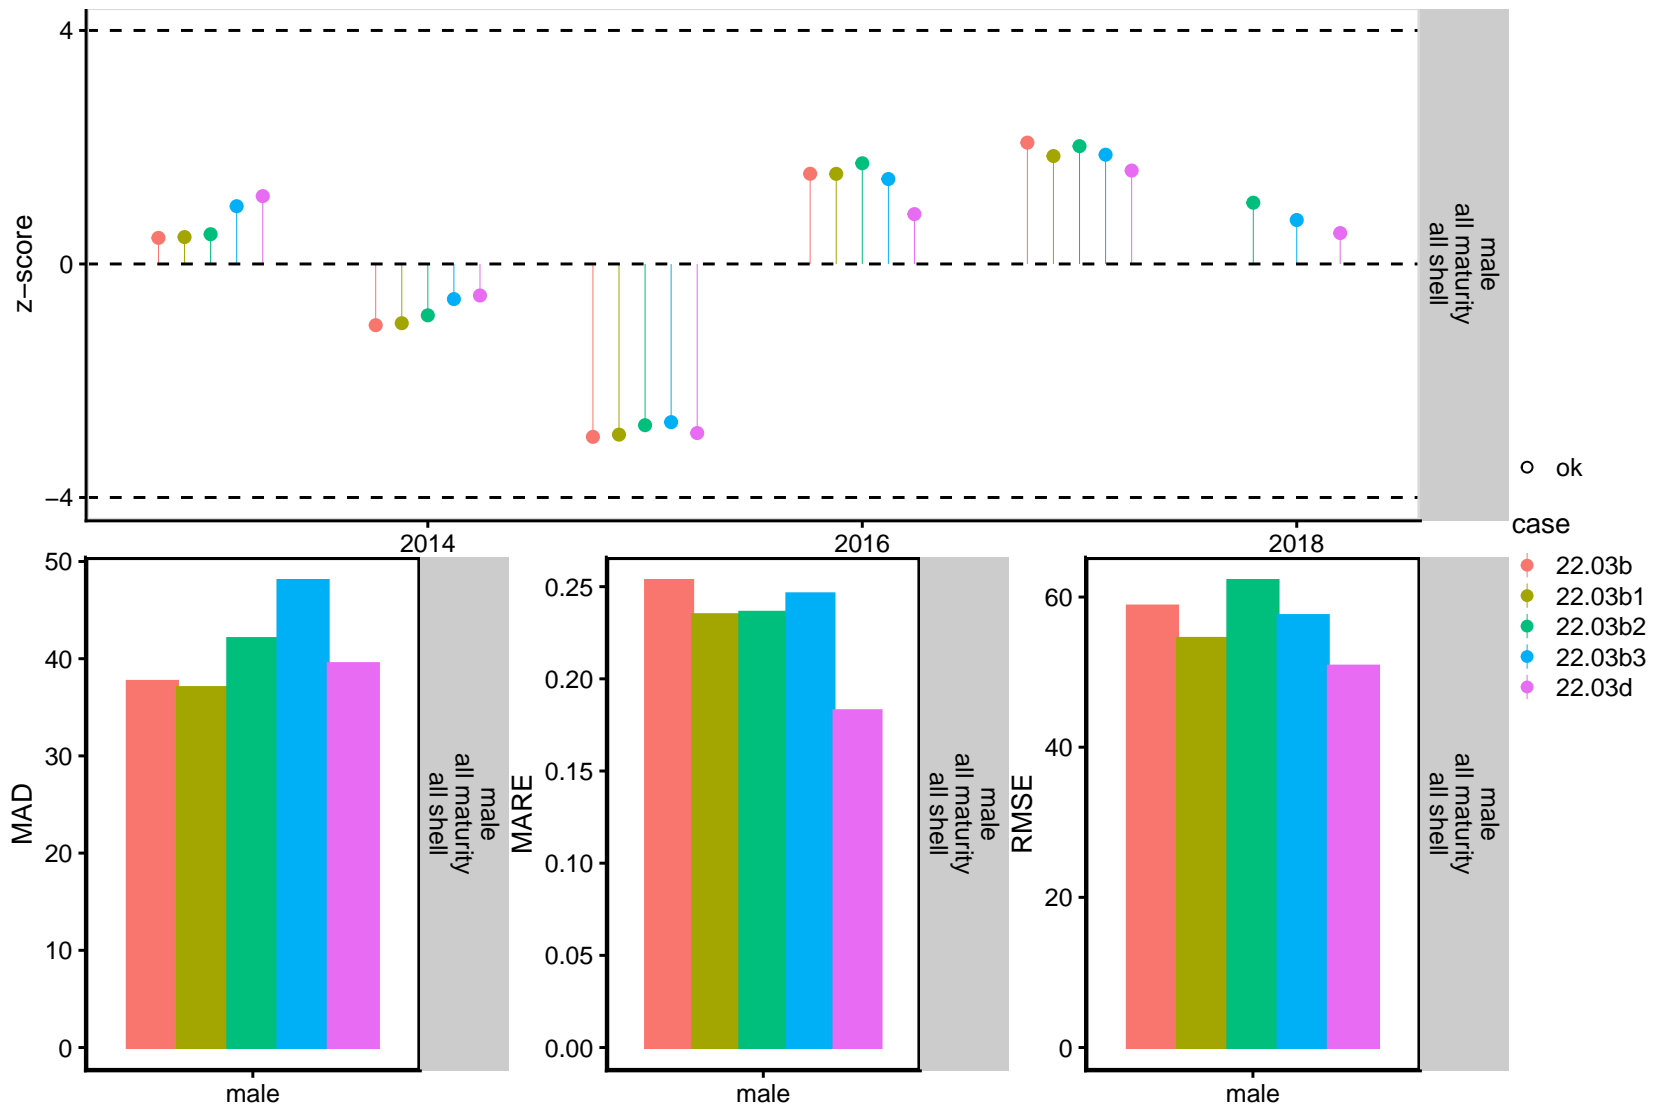 z−score
4
0
−4
2014
2016
2018
male
all maturity
all shell
ok
case
22.03b
22.03b1
22.03b2
22.03b3
22.03d
MAD
50
40
30
20
10
0
male
male
all maturity
all shell
MARE
0.25
0.20
0.15
0.10
0.05
0.00
male
male
all maturity
all shell
RMSE
60
40
20
0
male
male
all maturity
all shell